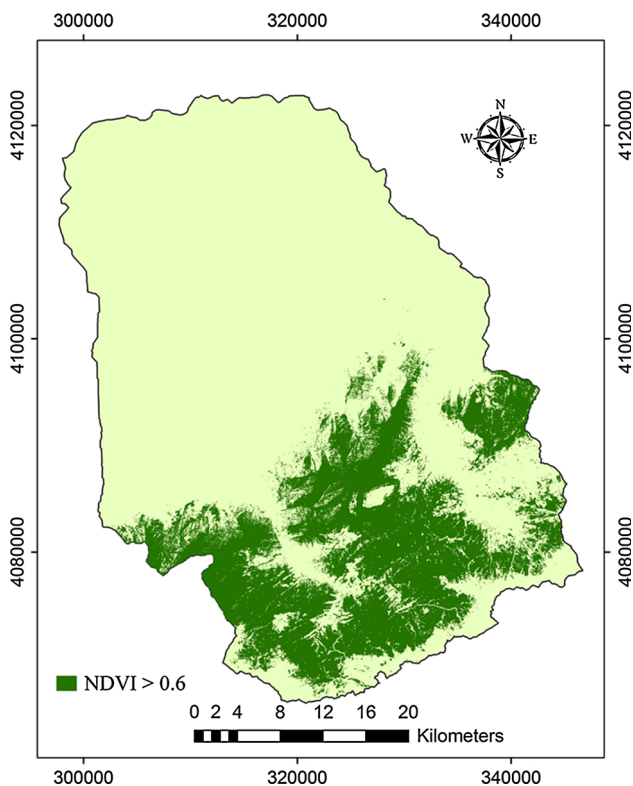 300000 320000 340000
N
W E
S
4120000 4120000
4100000 4100000
4080000 4080000
NDVI > 0.6
0 2 4 8 12 16 20
Kilometers
300000 320000 340000